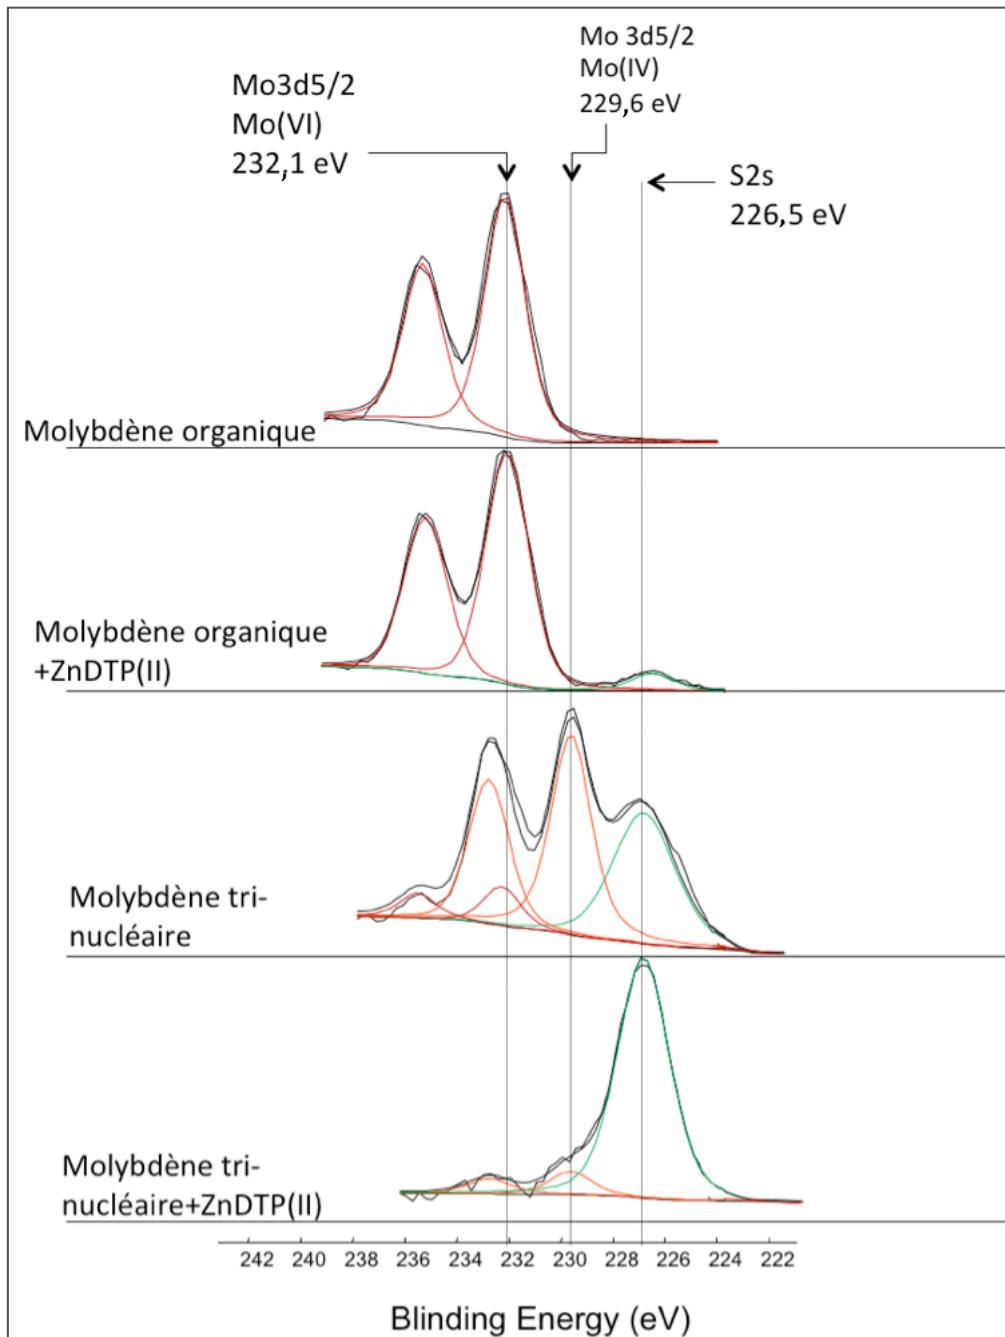 Mo 3d5/2
Mo(IV)
229,6 eV
Mo3d5/2
Mo(VI)
232,1 eV
S2s
226,5 eV
Molybdène organique
Molybdène organique
+ZnDTP(II)
Molybdène tri-
nucléaire
Molybdène tri-
nucléaire+ZnDTP(II)
242 240 238 236 234 232 230 228 226 224 222
Blinding Energy (eV)